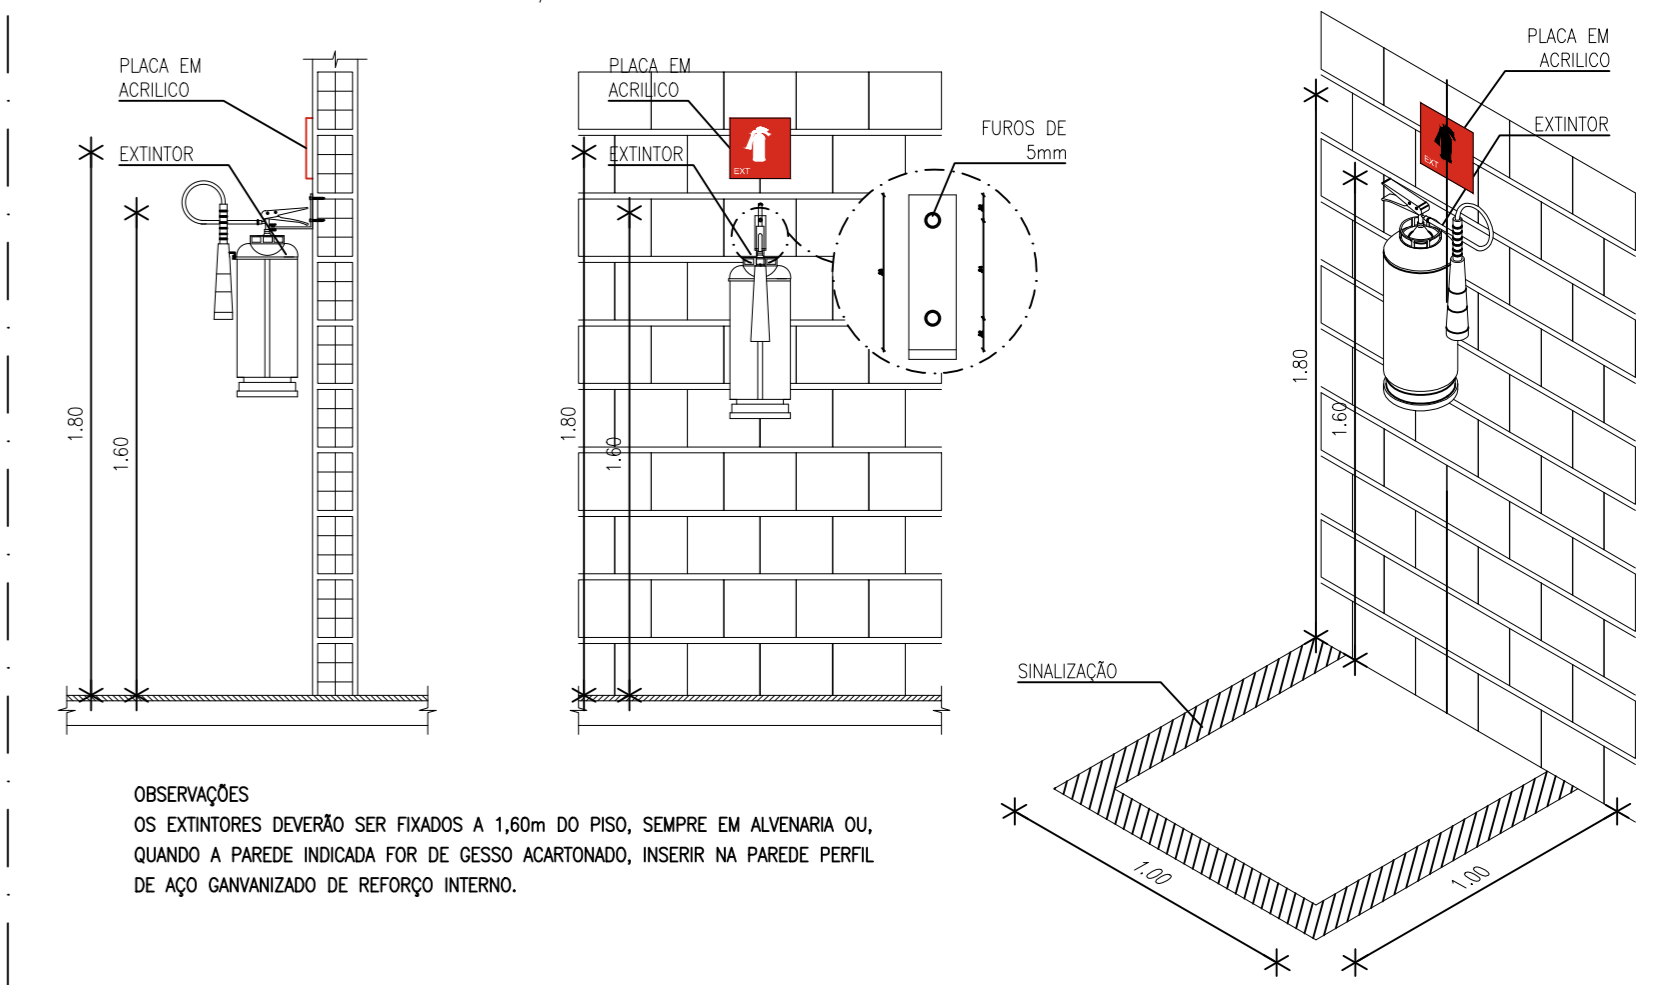 PLACA EM
ACRILICO
EXTINTOR
1.80
1.60
PLACA EM
ACRILICO
EXT
EXTINTOR
FUROS DE
5mm
1.80
1.60
PLACA EM
ACRILICO
EXTINTOR
EXT
1.80
1.60
SINALIZAÇÃO
1.00
1.00
OBSERVAÇÕES
OS EXTINTORES DEVERÃO SER FIXADOS A 1,60m DO PISO, SEMPRE EM ALVENARIA OU,
QUANDO A PAREDE INDICADA FOR DE GESSO ACARTONADO, INSERIR NA PAREDE PERFIL
DE AÇO GANVANIZADO DE REFORÇO INTERNO.